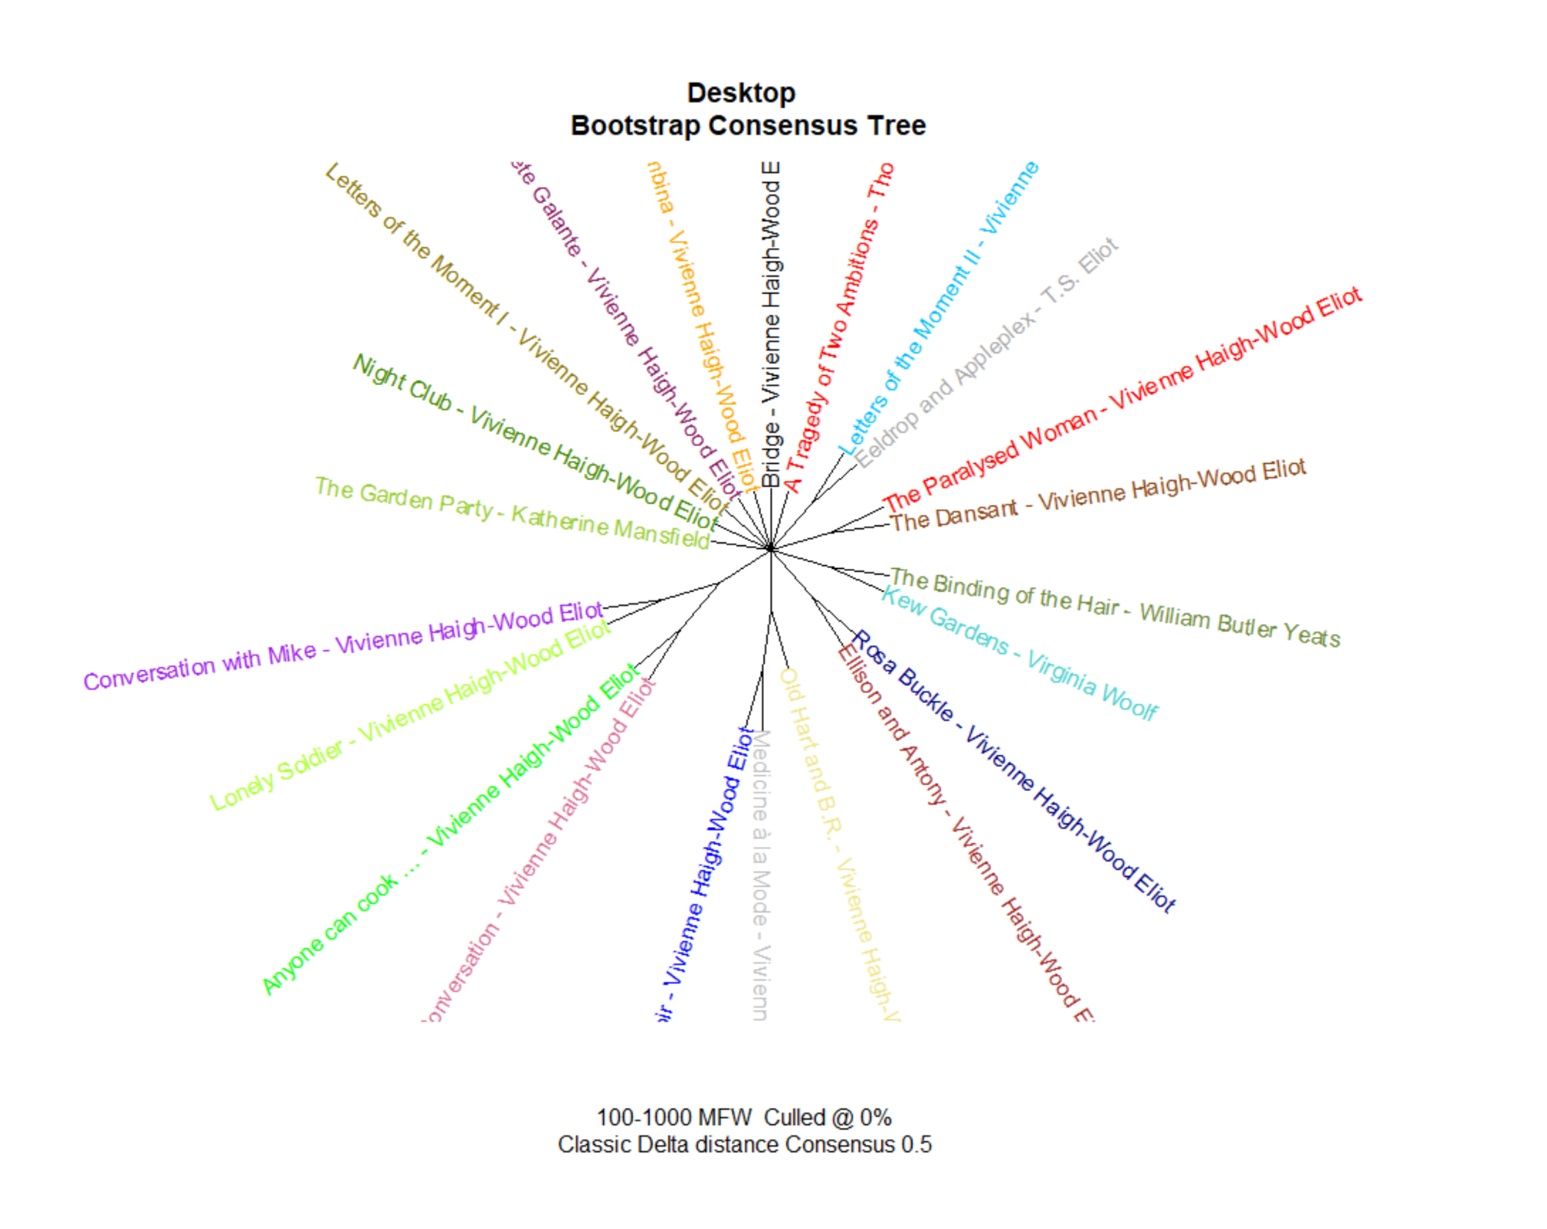 Desktop
Bootstrap Consensus Tree
Letters of the Moment I - Vivienne Haigh-Wood Eliot
Galante - Vivienne Haigh-Wood Eliot
- Vivienne Haigh-Wood Eliot
Bridge - Vivienne Haigh-Wood E
A Tragedy of Two Ambitions - Tho
Letters of the Moment II - Vivienne
Eeldrop and Appleplex - T.S. Eliot
The Paralysed Woman - Vivienne Haigh-Wood Eliot
The Dansant - Vivienne Haigh-Wood Eliot
Night Club - Vivienne Haigh-Wood Eliot
The Garden Party - Katherine Mansfield
The Binding of the Hair - William Butler Yeats
Kew Gardens - Virginia Woolf
Rosa Buckle - Vivienne Haigh-Wood Eliot
Ellison and Antony - Vivienne Haigh-Wood E
Old Hart and B.R. - Vivienne Haigh-W
Medicine à la Mode - Vivienn
- Vivienne Haigh-Wood Eliot
onversation - Vivienne Haigh-Wood Eliot
Anyone can cook ... - Vivienne Haigh-Wood Eliot
Lonely Soldier - Vivienne Haigh-Wood Eliot
Conversation with Mike - Vivienne Haigh-Wood Eliot
100-1000 MFW Culled @ 0%
Classic Delta distance Consensus 0.5